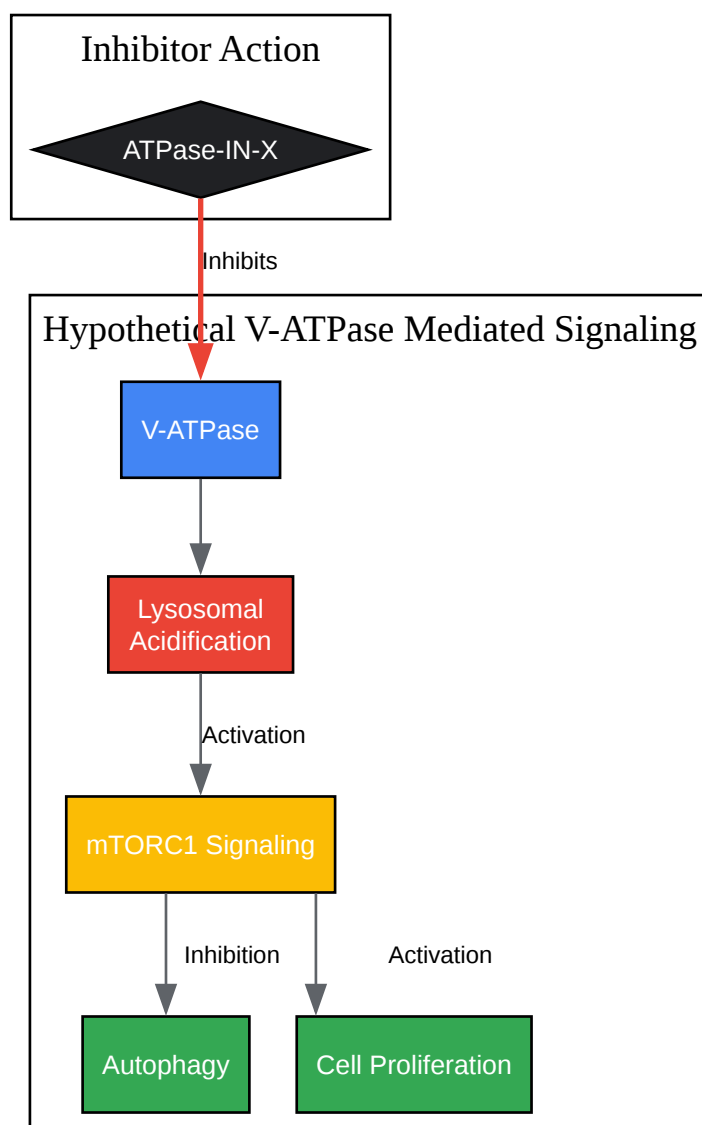 Inhibitor Action
ATPase-IN-X
Inhibits
Hypothetical V-ATPase Mediated Signaling
V-ATPase
Lysosomal
Acidification
Activation
mTORC1 Signaling
Inhibition
Activation
Autophagy
Cell Proliferation